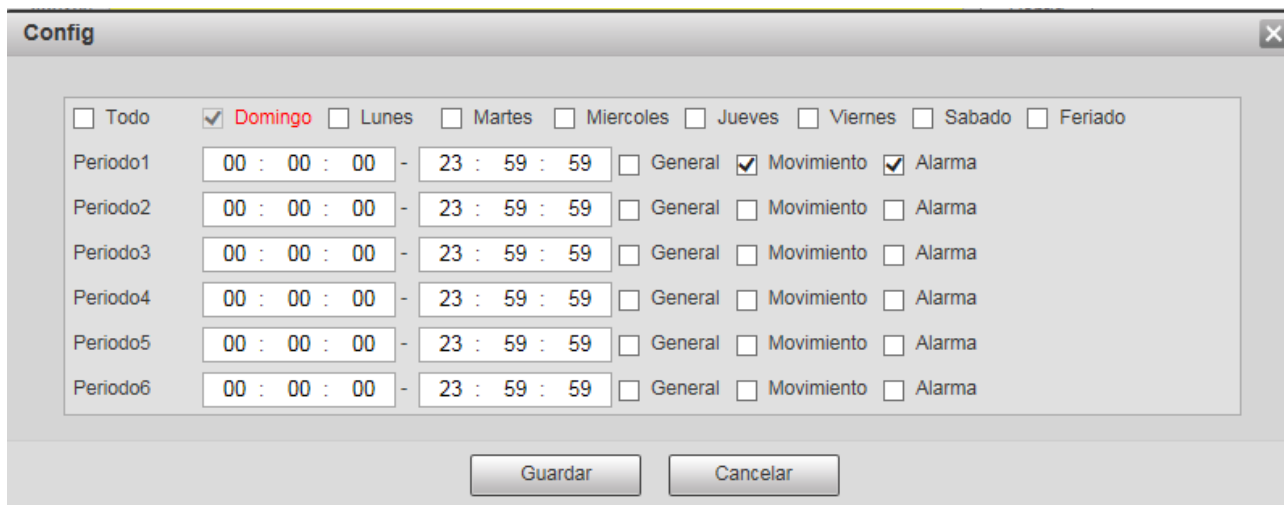 Config
Todo Domingo Lunes Martes Miercoles Jueves Viernes Sabado Feriado
Periodo1 00 : 00 : 00 - 23 : 59 : 59 General Movimiento Alarma
Periodo2 00 : 00 : 00 - 23 : 59 : 59 General Movimiento Alarma
Periodo3 00 : 00 : 00 - 23 : 59 : 59 General Movimiento Alarma
Periodo4 00 : 00 : 00 - 23 : 59 : 59 General Movimiento Alarma
Periodo5 00 : 00 : 00 - 23 : 59 : 59 General Movimiento Alarma
Periodo6 00 : 00 : 00 - 23 : 59 : 59 General Movimiento Alarma
Guardar Cancelar